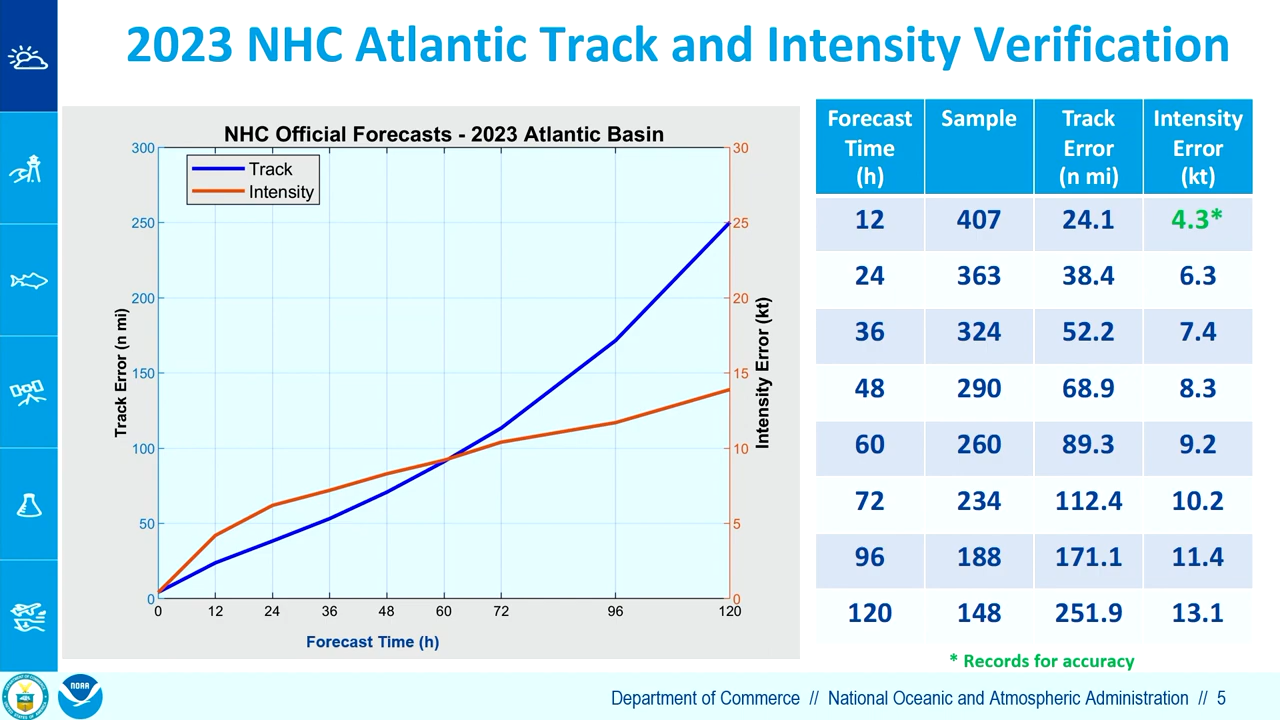 2023 NHC Atlantic Track and Intensity Verification
NHC Official Forecasts - 2023 Atlantic Basin
Track
Intensity
300
250
200
150
100
50
0
Track Error (n mi)
30
25
20
15
10
5
0
Intensity Error (kt)
0 12 24 36 48 60 72 96 120
Forecast Time (h)
Forecast Time (h) Sample Track Error (n mi) Intensity Error (kt)
12 407 24.1 4.3*
24 363 38.4 6.3
36 324 52.2 7.4
48 290 68.9 8.3
60 260 89.3 9.2
72 234 112.4 10.2
96 188 171.1 11.4
120 148 251.9 13.1
* Records for accuracy
NOAA
Department of Commerce // National Oceanic and Atmospheric Administration // 5